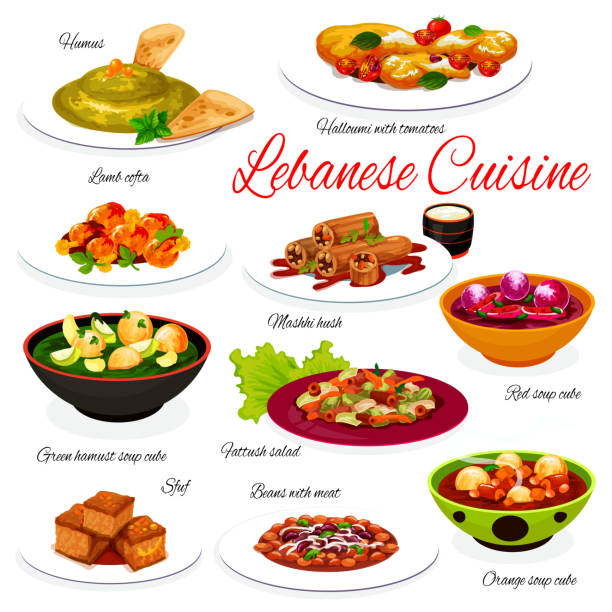 Humus
Halloumi with tomatoes
Lebanese Cuisine
Lamb cofta
Mashhi hush
Red soup cube
Green hamust soup cube
Fattush salad
Sfuf
Beans with meat
Orange soup cube